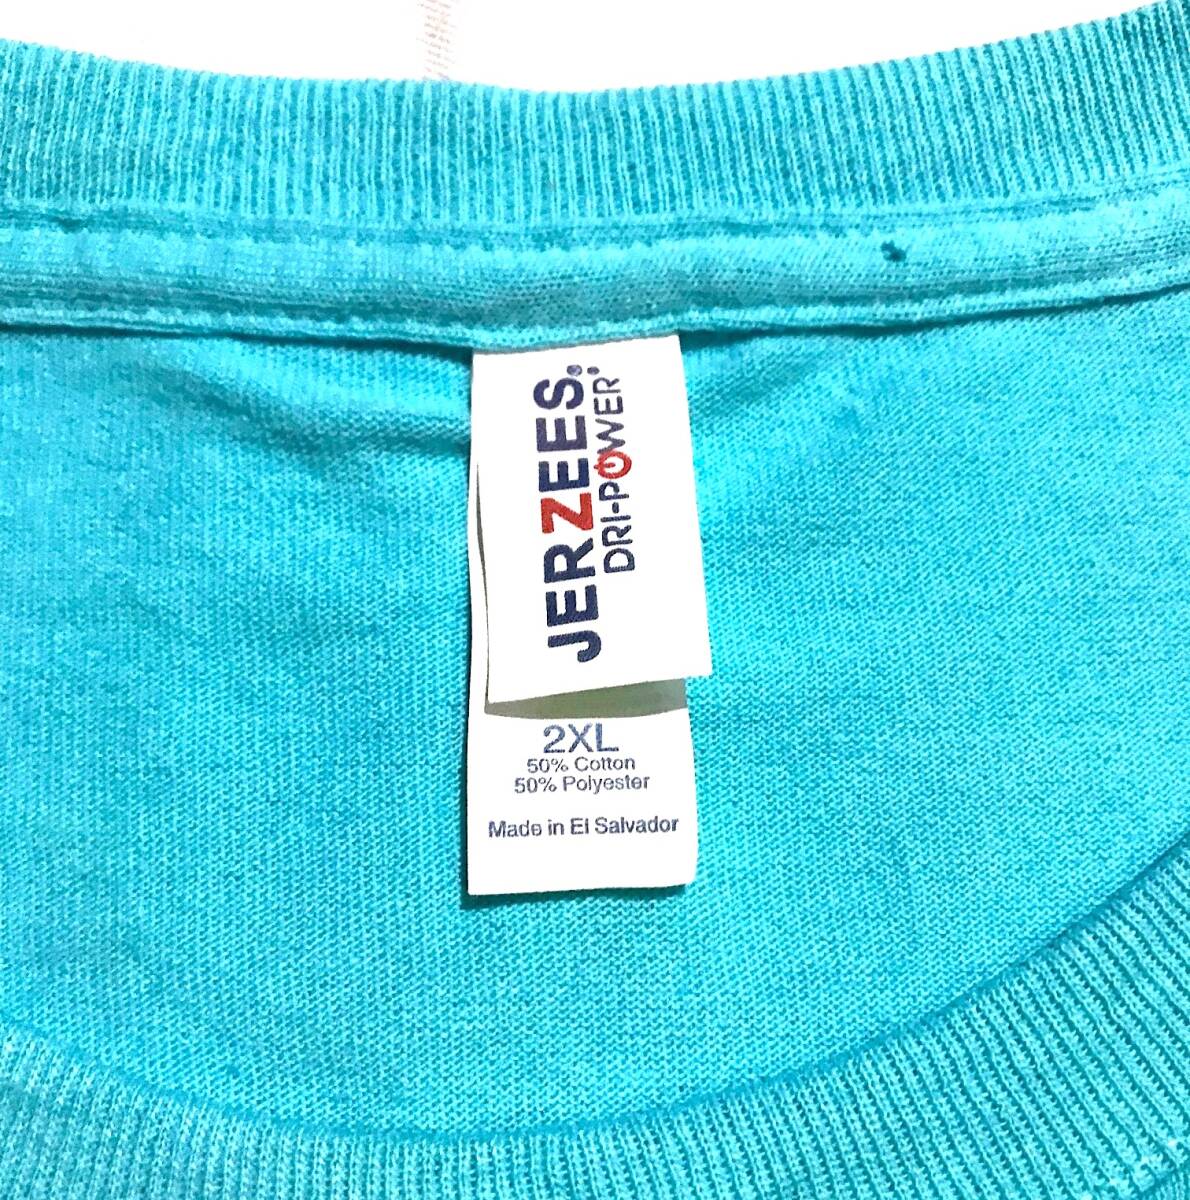 JERZEES®
DRI-POWER®
2XL
50% Cotton
50% Polyester
Made in El Salvador